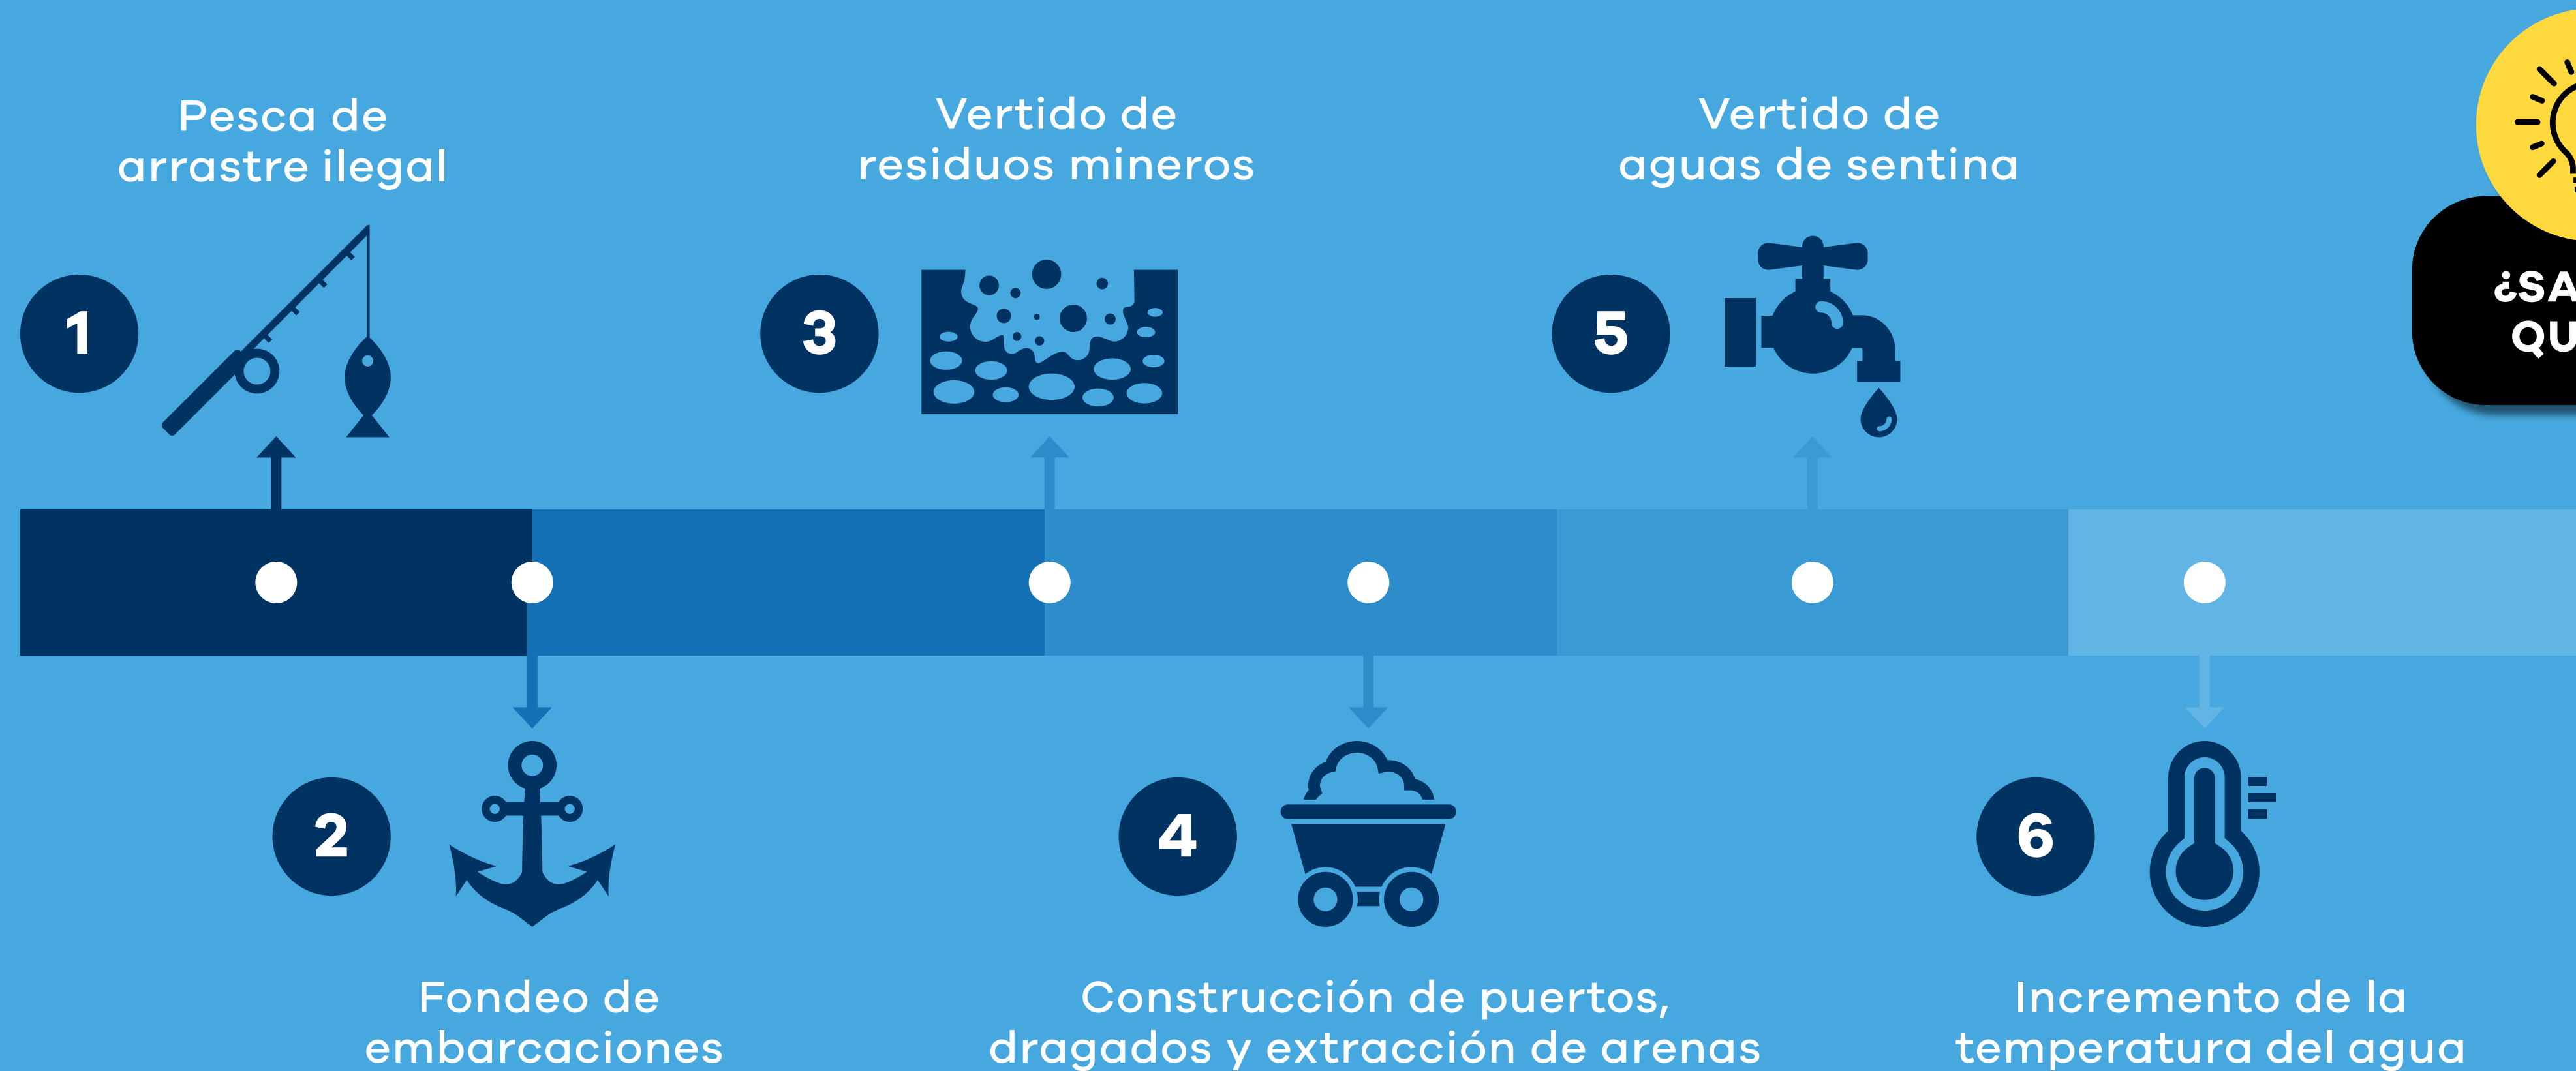 Pesca de
arrastre ilegal
1
Fondeo de
embarcaciones
2
Vertido de
residuos mineros
3
Construcción de puertos,
dragados y extracción de arenas
4
Vertido de
aguas de sentina
5
Incremento de la
temperatura del agua
6